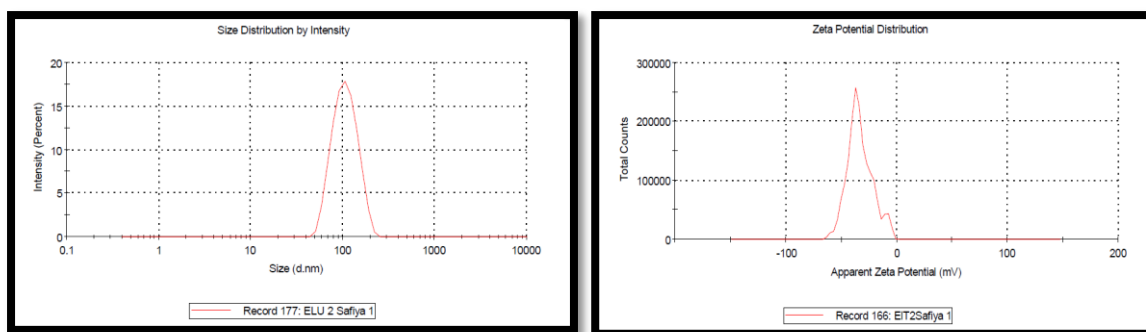 Size Distribution by Intensity
20
15
10
5
0
Intensity (Percent)
0.1 1 10 100 1000 10000
Size (d.nm)
Record 177: ELU 2 Safiya 1
Zeta Potential Distribution
300000
200000
100000
0
Total Counts
-100 0 100 200
Apparent Zeta Potential (mV)
Record 166: EIT2Safiya 1